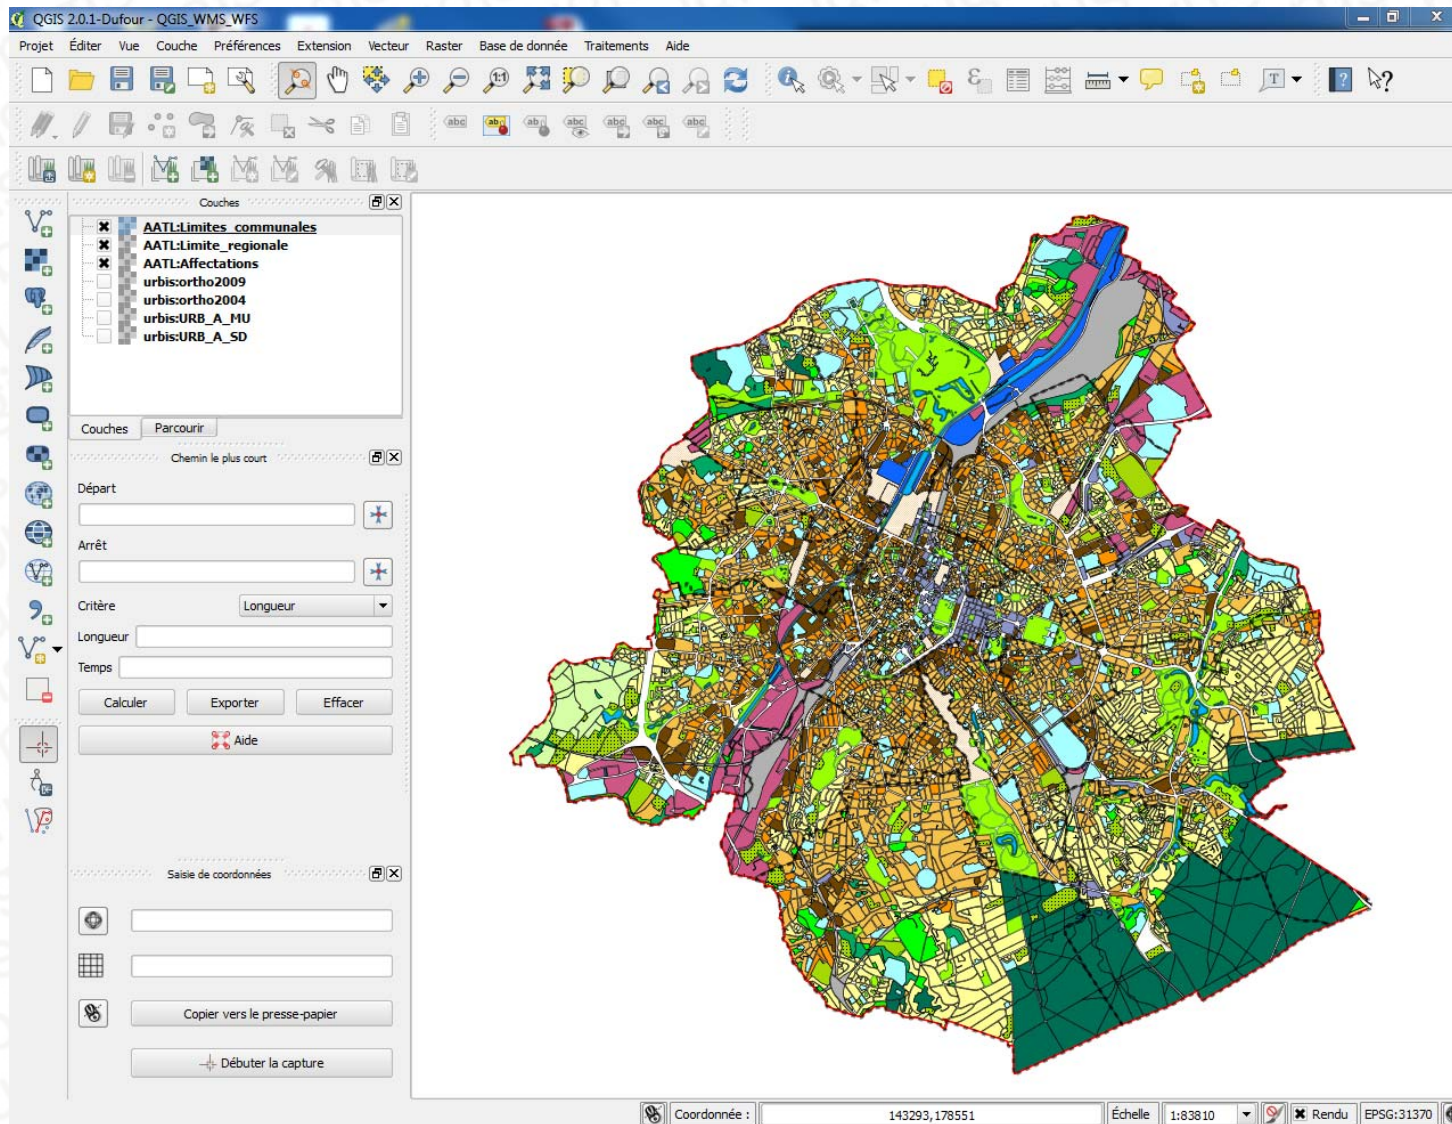 QGIS 2.0.1-Dufour - QGIS_WMS_WFS
Projet Éditer Vue Couche Préférences Extension Vecteur Raster Base de donnée Traitements Aide
Couches
AATL:Limites_communales
AATL:Limite_regionale
AATL:Affectations
urbis:ortho2009
urbis:ortho2004
urbis:URB_A_MU
urbis:URB_A_SD
Couches Parcourir
Chemin le plus court
Départ
Arrêt
Critère Longueur
Longueur
Temps
Calculer Exporter Effacer
Aide
Saisie de coordonnées
Copier vers le presse-papier
Débuter la capture
Coordonnée : 143293,178551 Échelle 1:83810 Rendu EPSG:31370